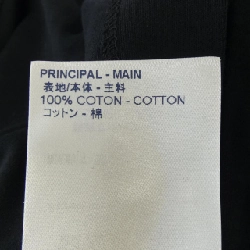 PRINCIPAL - MAIN
表地/本体 - 主料
100% COTON - COTTON
コットン - 棉